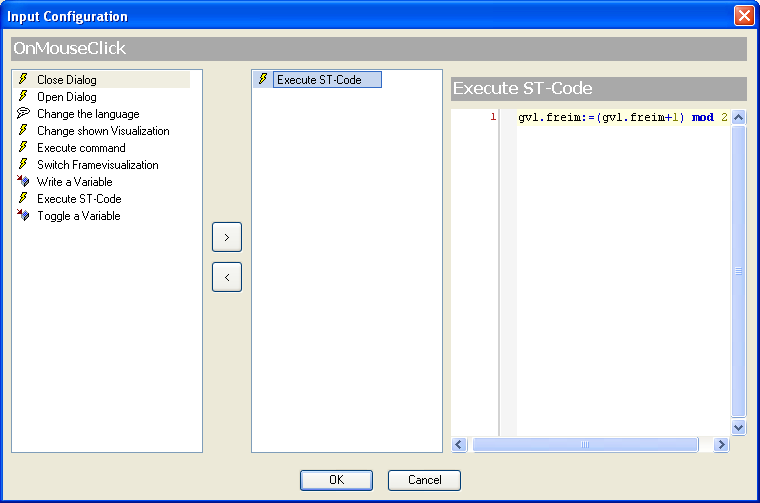 Input Configuration
OnMouseClick
Close Dialog
Open Dialog
Change the language
Change shown Visualization
Execute command
Switch Framevisualization
Write a Variable
Execute ST-Code
Toggle a Variable
>
<
Execute ST-Code
Execute ST-Code
1 gvl.freim:=(gvl.freim+1) mod 2
OK Cancel